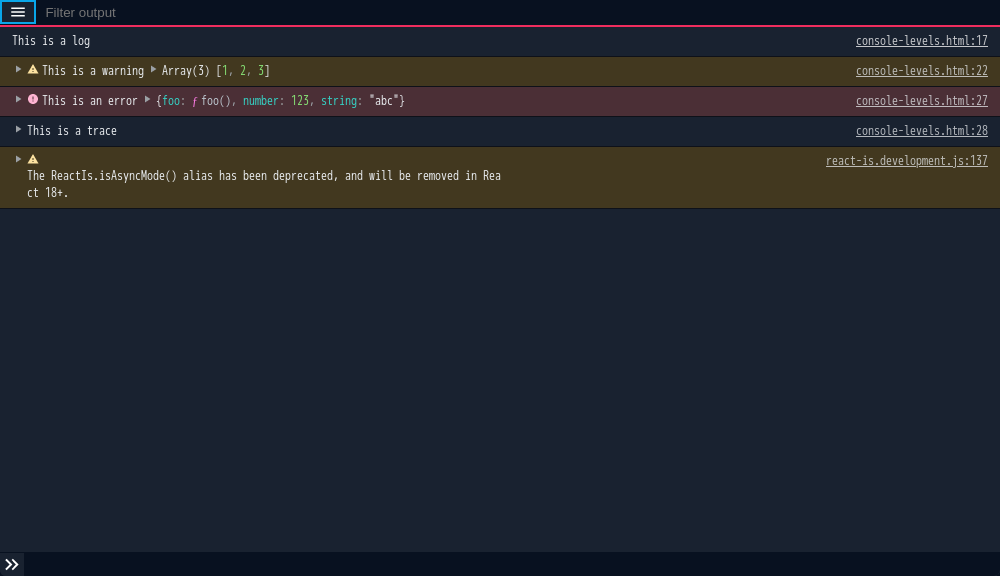 Filter output
This is a log console-levels.html:17
This is a warning Array(3) [1, 2, 3] console-levels.html:22
This is an error {foo: ƒ foo(), number: 123, string: "abc"} console-levels.html:27
This is a trace console-levels.html:28
react-is.development.js:137
The ReactIs.isAsyncMode() alias has been deprecated, and will be removed in Rea
ct 18+.